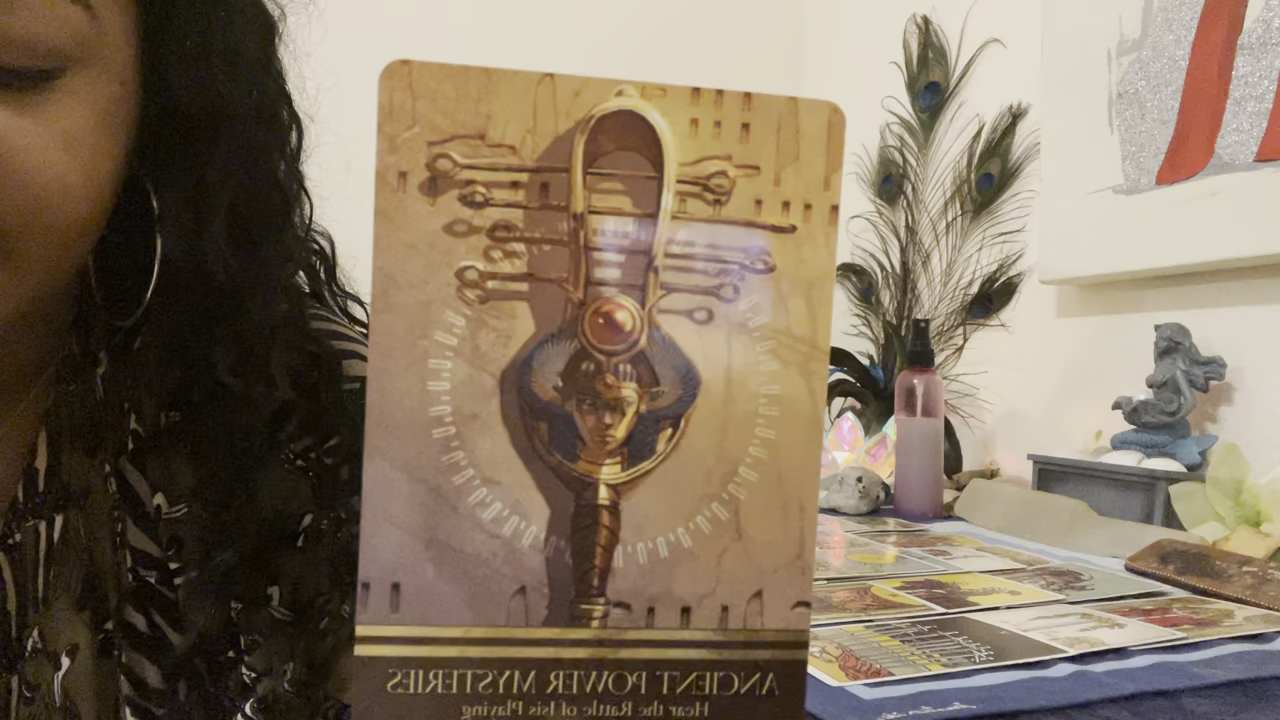 ANCIENT POWER MYSTERIES
Hear the Rattle of Isis Playing